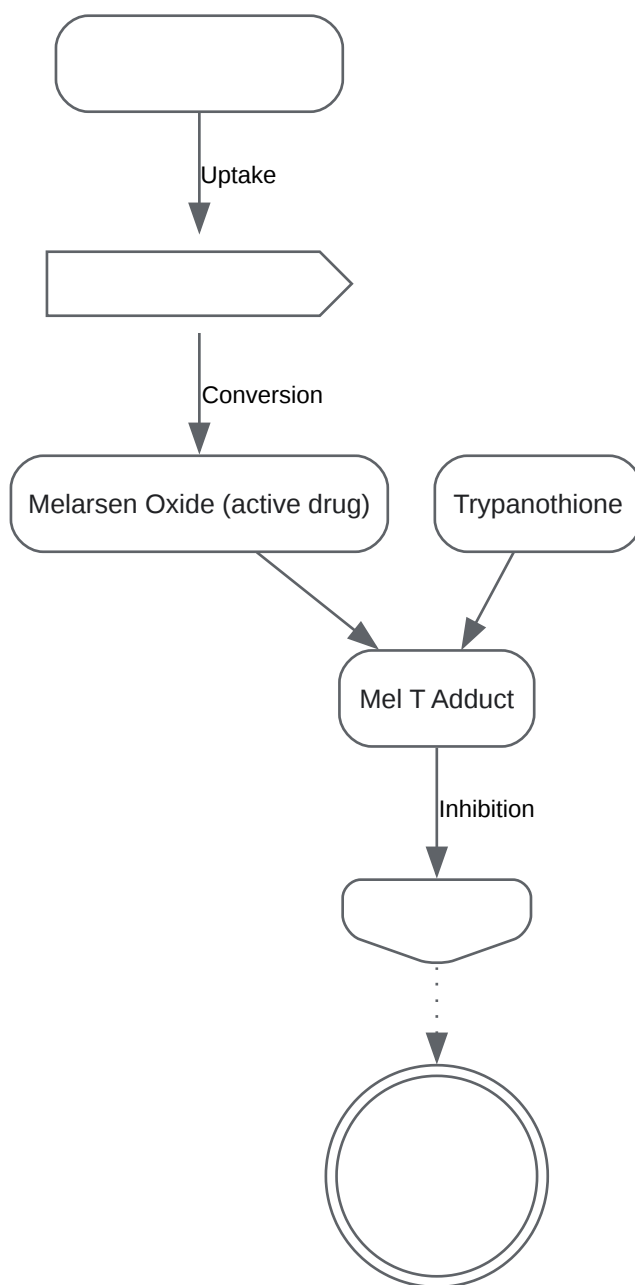 Uptake
Conversion
Melarsen Oxide (active drug)
Trypanothione
Mel T Adduct
Inhibition